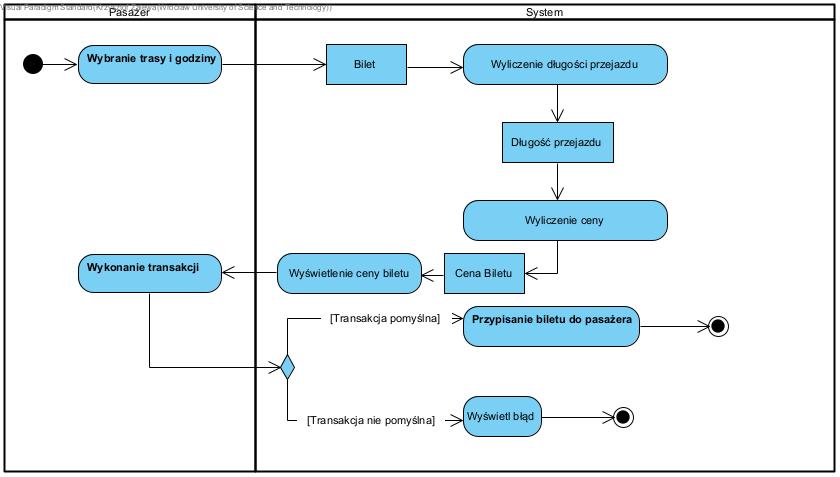 Visual Paradigm Standard(Krzysztof Zalewa(Wroclaw University of Science and Technology))
Pasażer
System
Wybranie trasy i godziny
Bilet
Wyliczenie długości przejazdu
Długość przejazdu
Wyliczenie ceny
Wykonanie transakcji
Wyświetlenie ceny biletu
Cena Biletu
[Transakcja pomyślna]
Przypisanie biletu do pasażera
[Transakcja nie pomyślna]
Wyświetl błąd